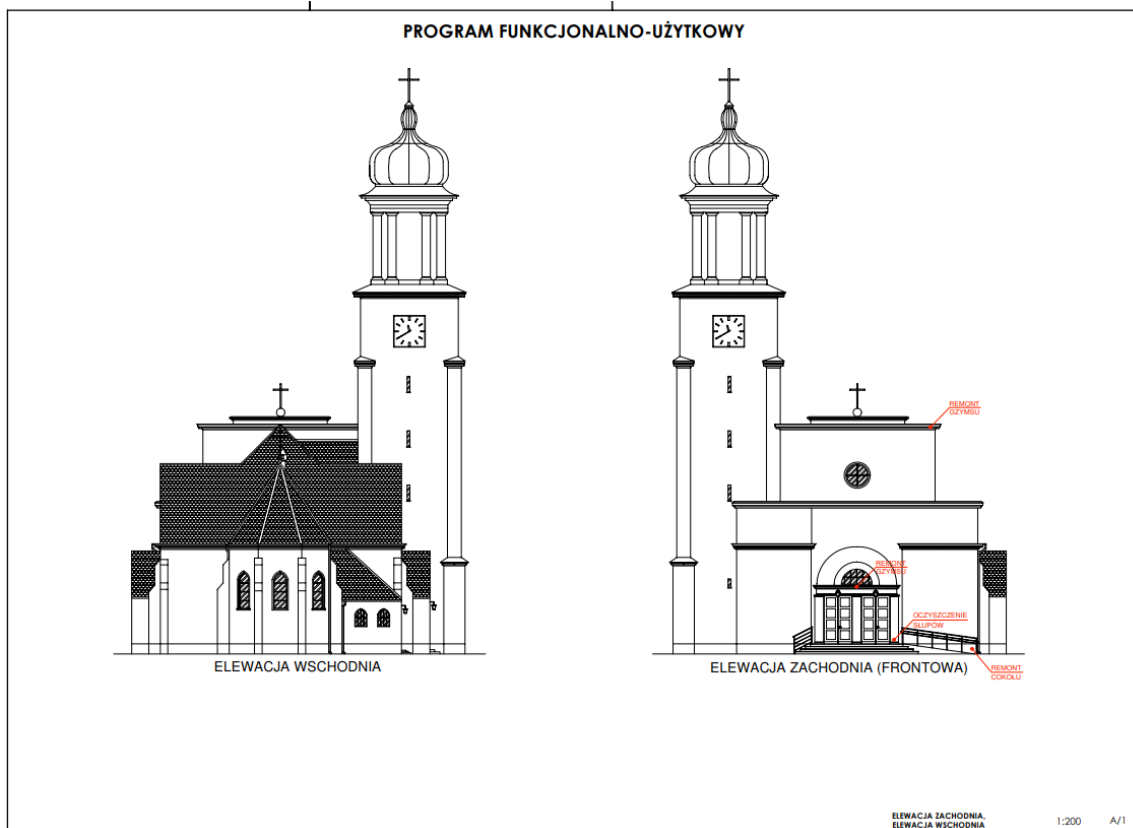 PROGRAM FUNKCJONALNO-UŻYTKOWY
REMONT
GZYMSU
REMONT
GZYMSU
OCZYSZCZENIE
SŁUPÓW
REMONT
COKOŁU
ELEWACJA WSCHODNIA
ELEWACJA ZACHODNIA (FRONTOWA)
ELEWACJA ZACHODNIA,
ELEWACJA WSCHODNIA
1:200
A/1